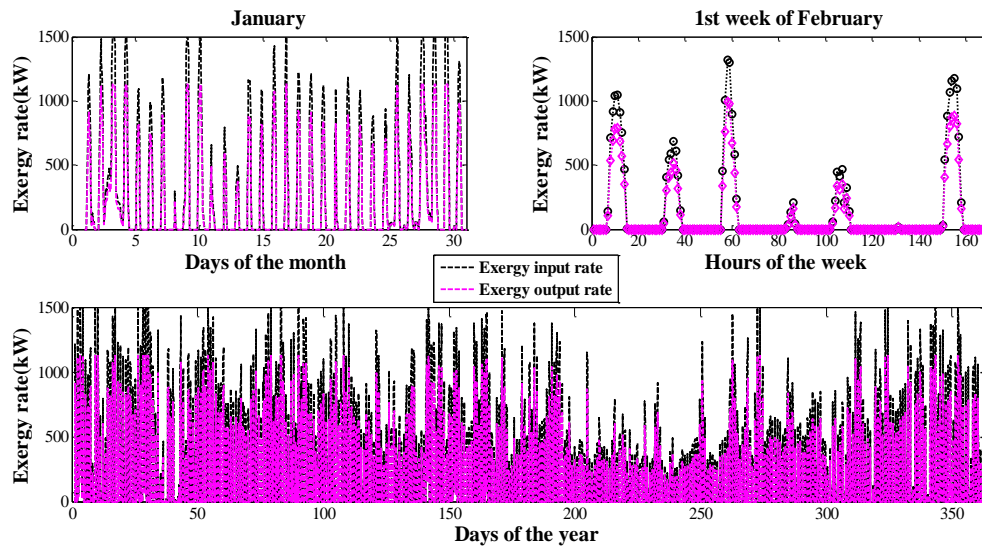 January
1st week of February
1500
1000
500
0
Exergy rate(kW)
0 5 10 15 20 25 30
Days of the month
1500
1000
500
0
Exergy rate(kW)
0 20 40 60 80 100 120 140 160
Hours of the week
Exergy input rate
Exergy output rate
1500
1000
500
0
Exergy rate(kW)
0 50 100 150 200 250 300 350
Days of the year